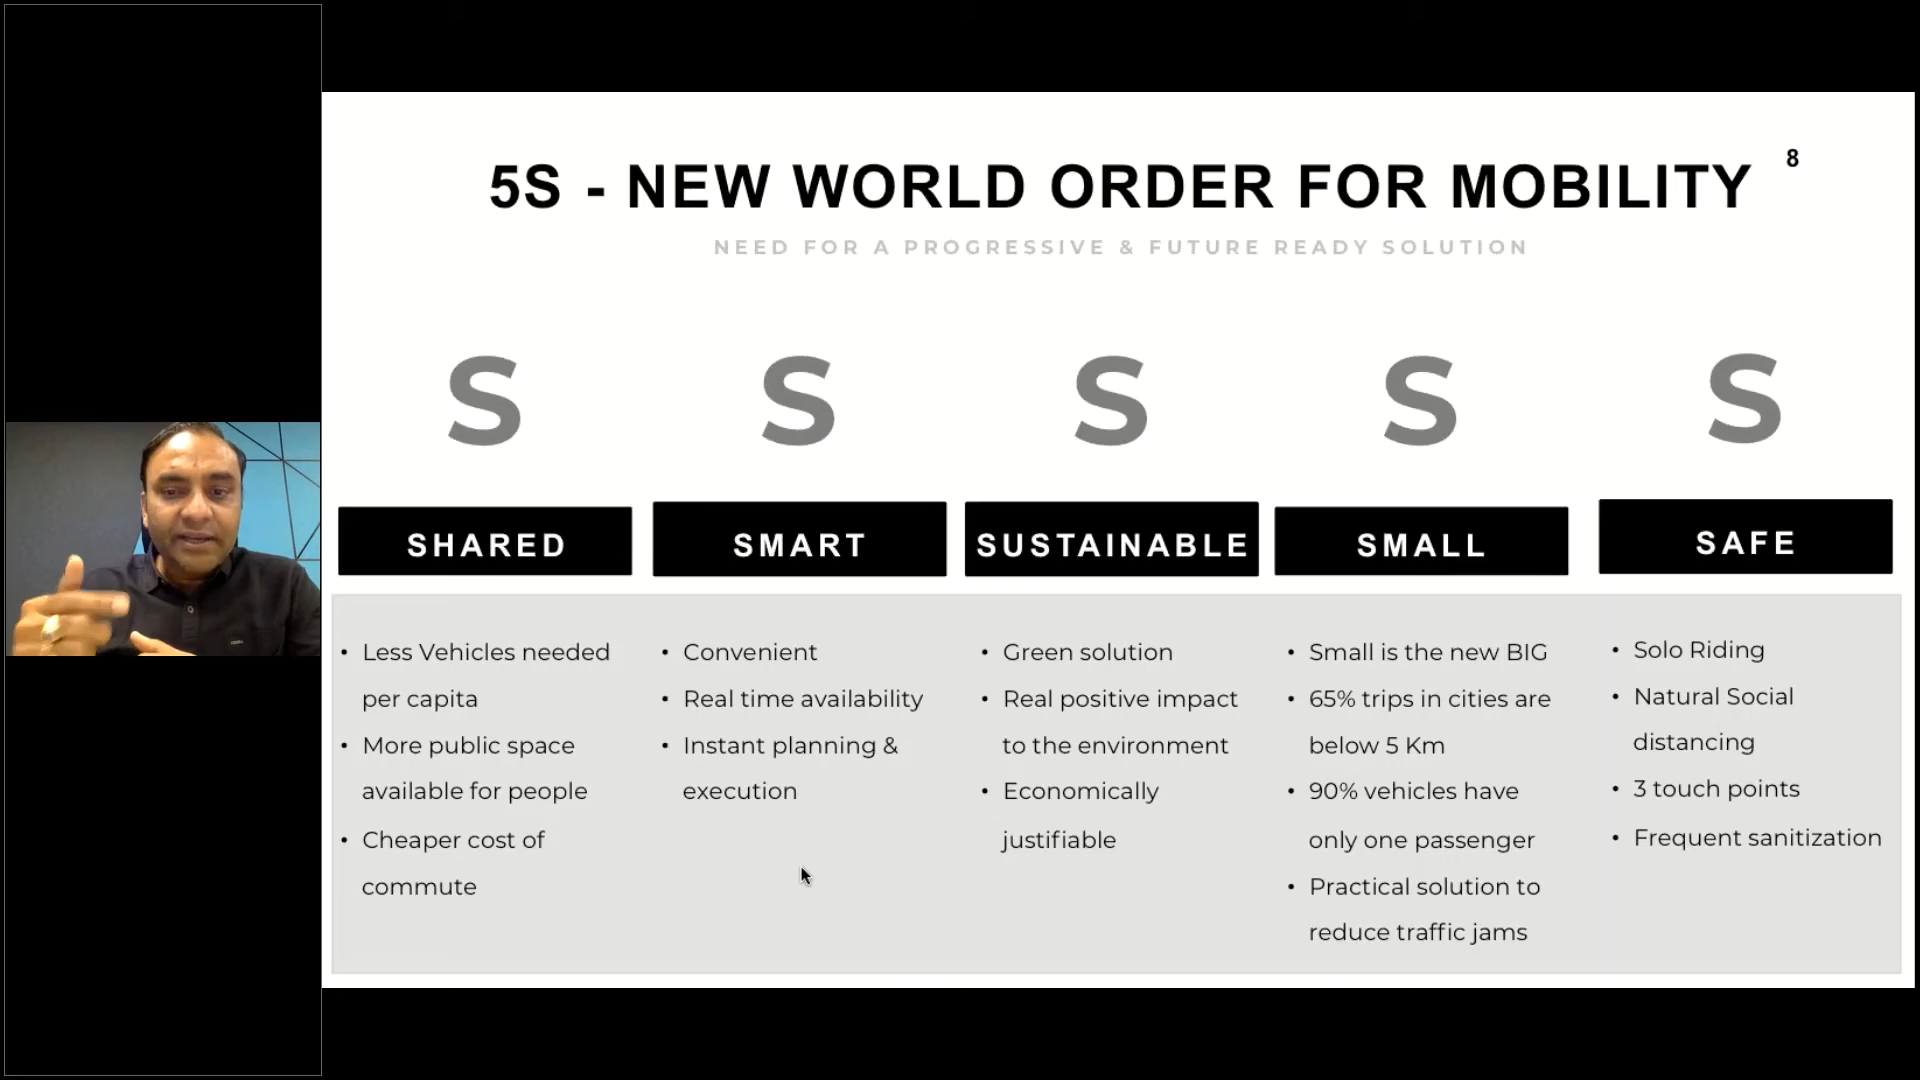 5S - NEW WORLD ORDER FOR MOBILITY
8
NEED FOR A PROGRESSIVE & FUTURE READY SOLUTION
S
S
S
S
S
SHARED
SMART
SUSTAINABLE
SMALL
SAFE
• Less Vehicles needed
per capita
• More public space
available for people
• Cheaper cost of
commute
• Convenient
• Real time availability
• Instant planning &
execution
• Green solution
• Real positive impact
to the environment
• Economically
justifiable
• Small is the new BIG
• 65% trips in cities are
below 5 Km
• 90% vehicles have
only one passenger
• Practical solution to
reduce traffic jams
• Solo Riding
• Natural Social
distancing
• 3 touch points
• Frequent sanitization